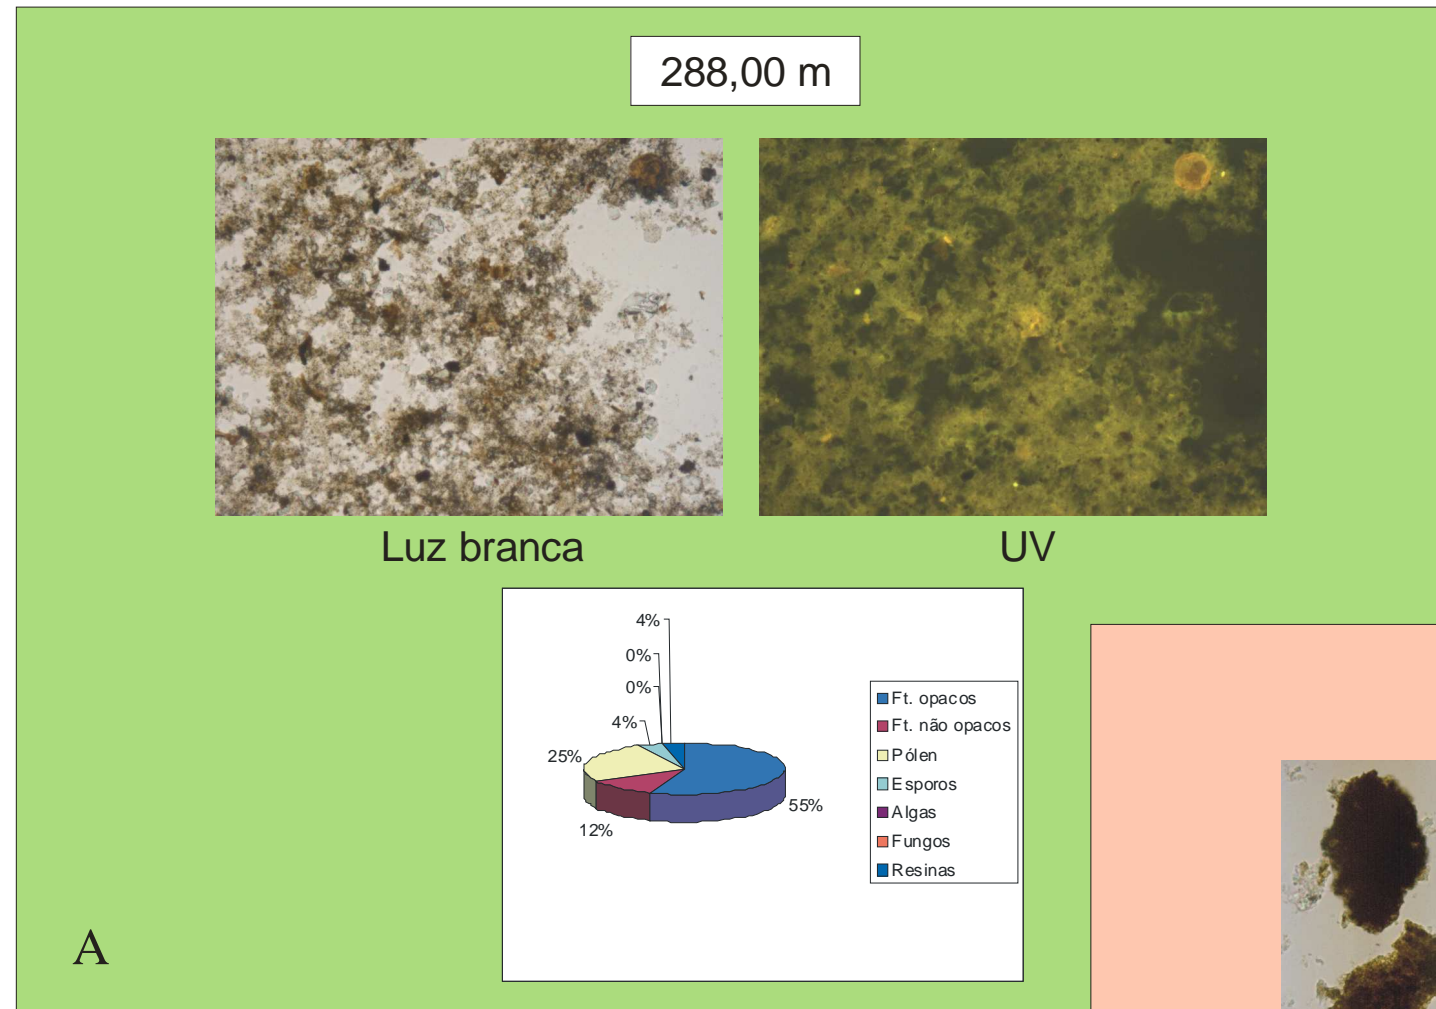 288,00 m
Luz branca
UV
4%
0%
0%
4%
25%
55%
12%
Ft. opacos
Ft. não opacos
Pólen
Esporos
Algas
Fungos
Resinas
A